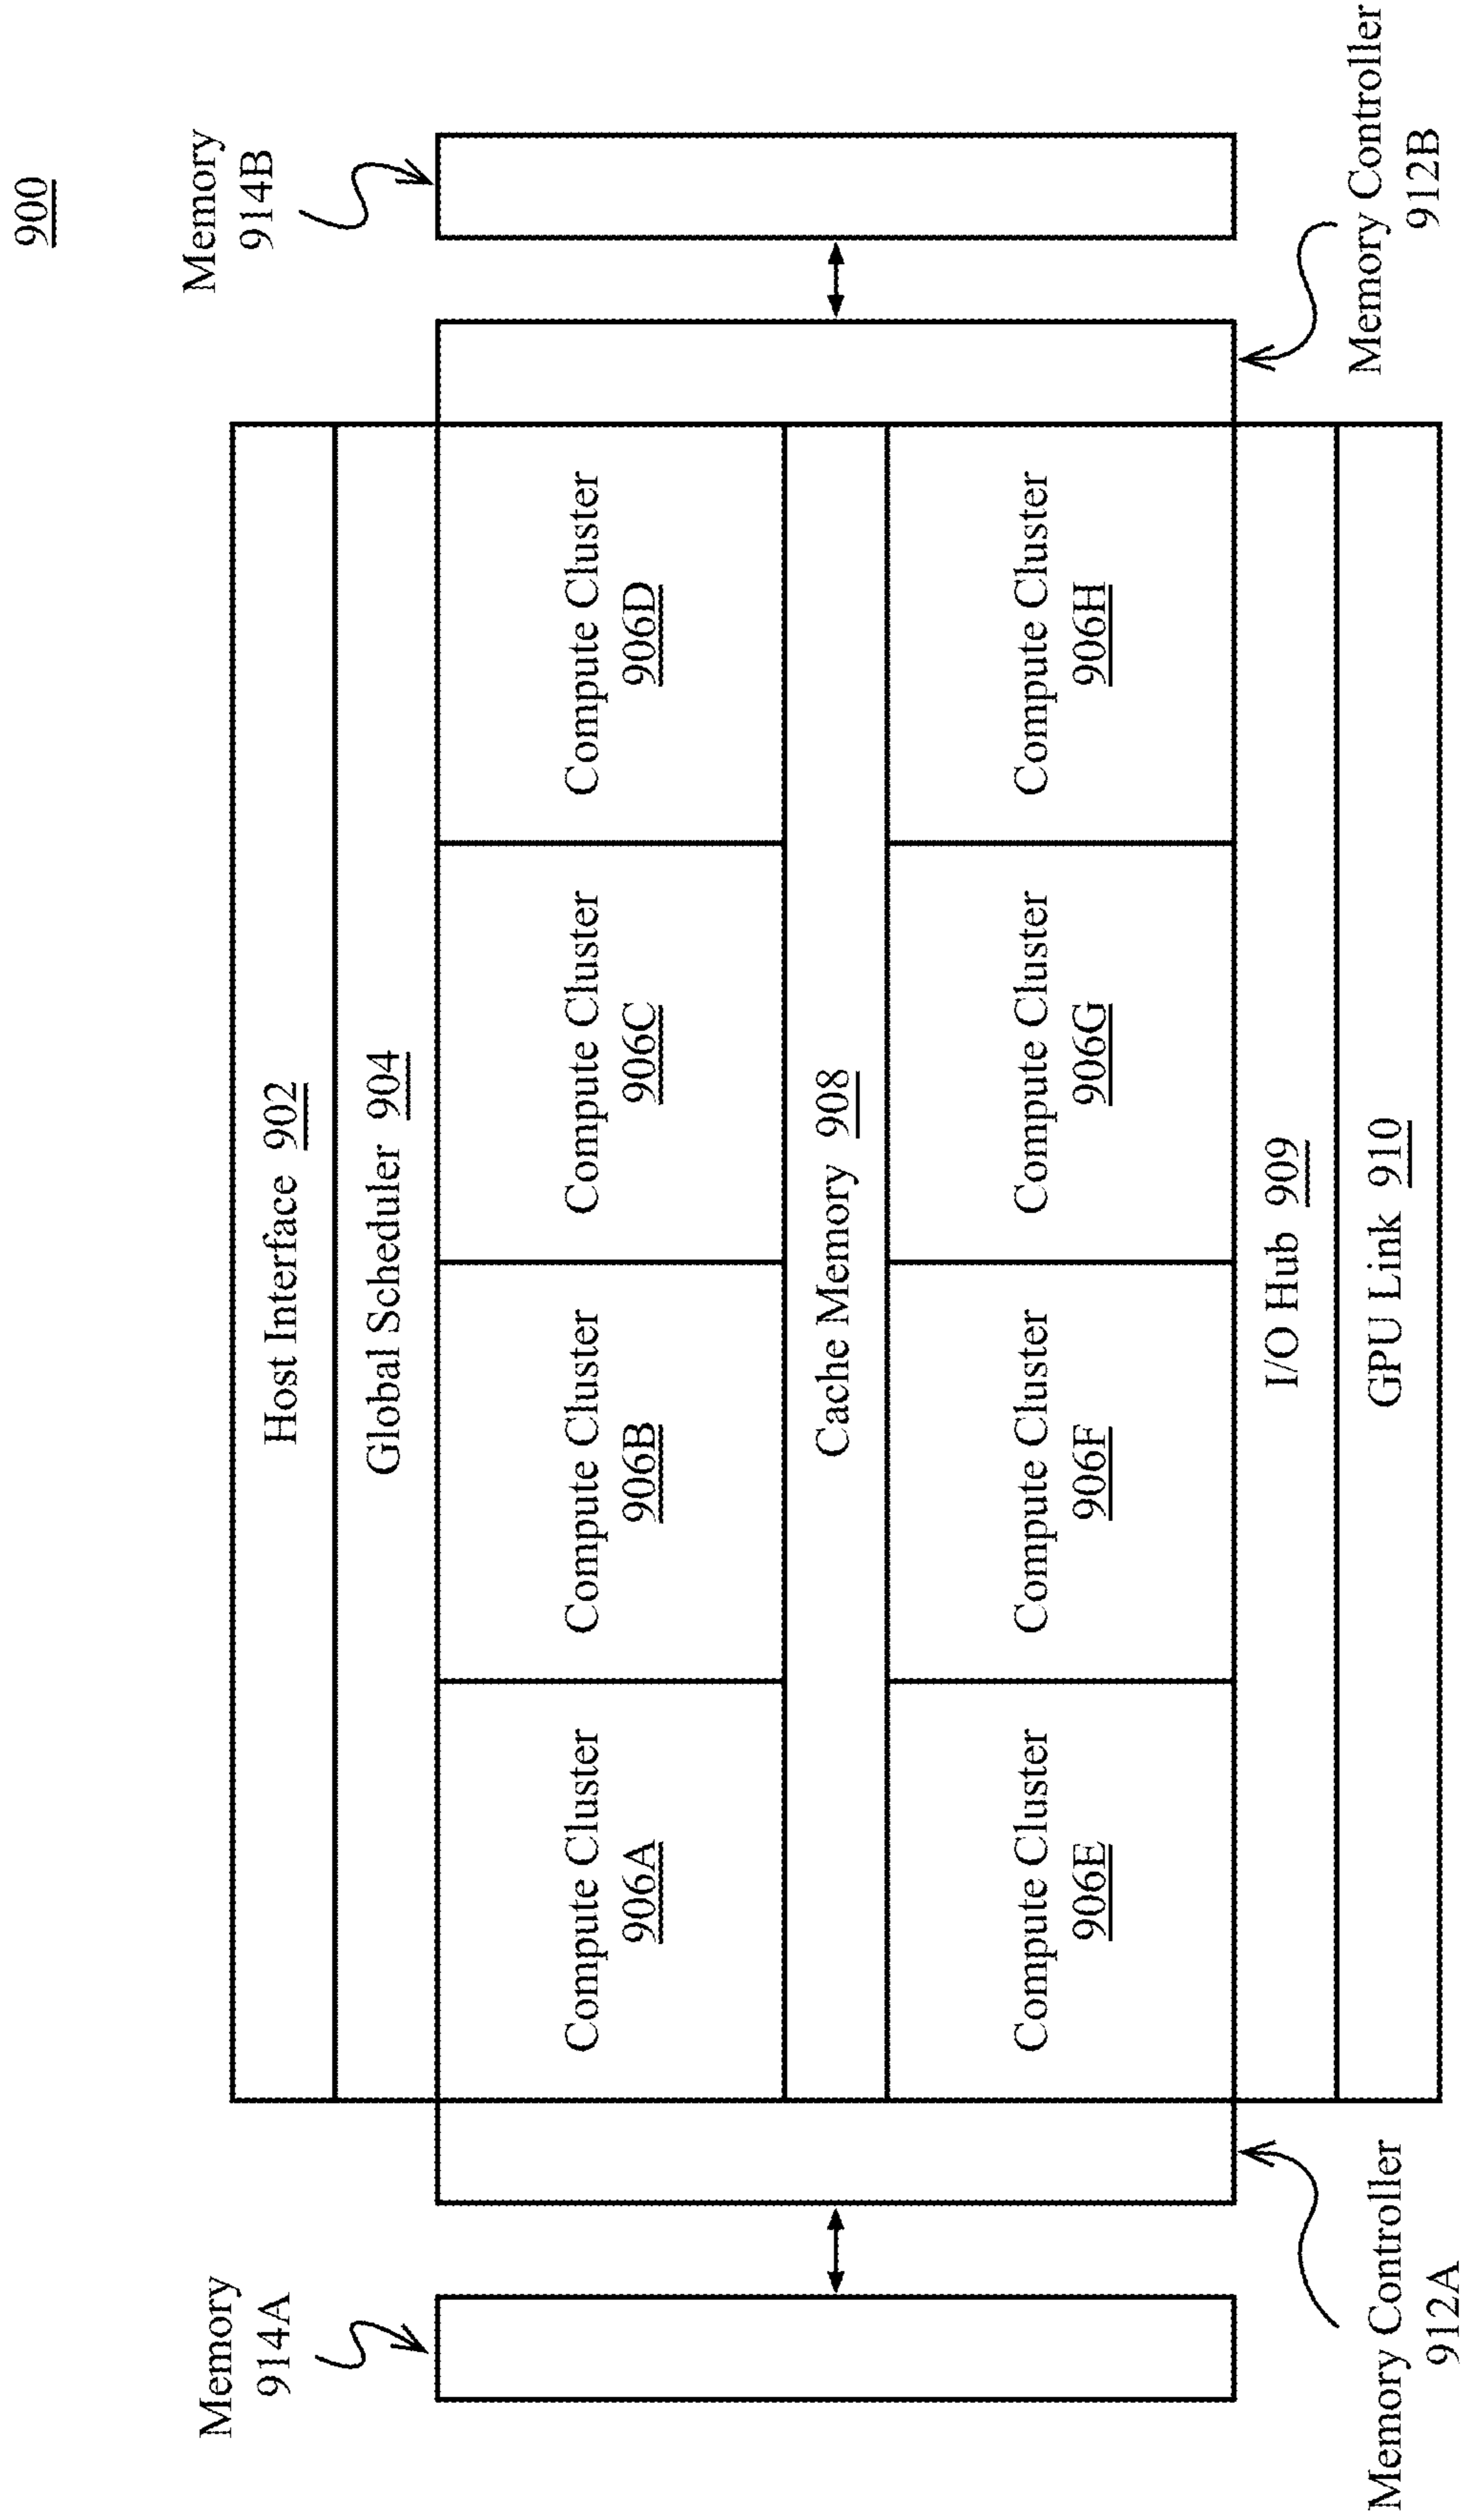 900
Memory
914B
Memory
914A
Host Interface 902
Global Scheduler 904
Compute Cluster
906A
Compute Cluster
906B
Compute Cluster
906C
Compute Cluster
906D
Cache Memory 908
Compute Cluster
906E
Compute Cluster
906F
Compute Cluster
906G
Compute Cluster
906H
I/O Hub 909
GPU Link 910
Memory Controller
912A
Memory Controller
912B